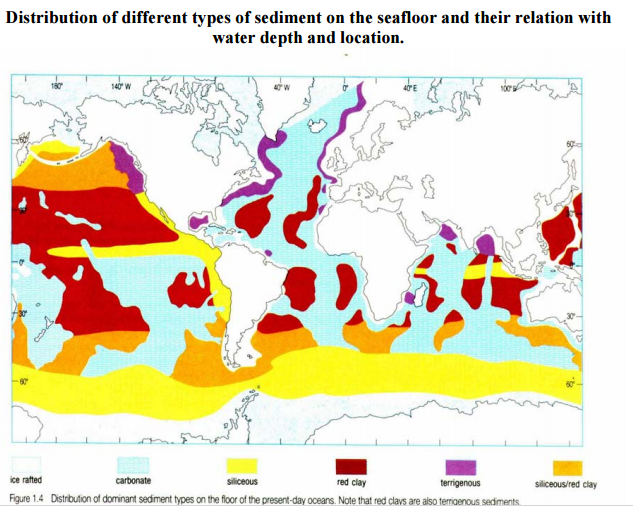 Distribution of different types of sediment on the seafloor and their relation with
water depth and location.
180° 140° W 40° W 0° 40° E 100° E
60° 60°
0°
30° 30°
60° 60°
ice rafted carbonate siliceous red clay terrigenous siliceous/red clay
Figure 1.4 Distribution of dominant sediment types on the floor of the present-day oceans. Note that red clays are also terrigenous sediments.